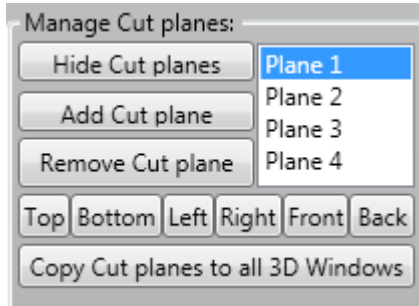 Manage Cut planes:
Hide Cut planes
Add Cut plane
Remove Cut plane
Plane 1
Plane 2
Plane 3
Plane 4
Top Bottom Left Right Front Back
Copy Cut planes to all 3D Windows